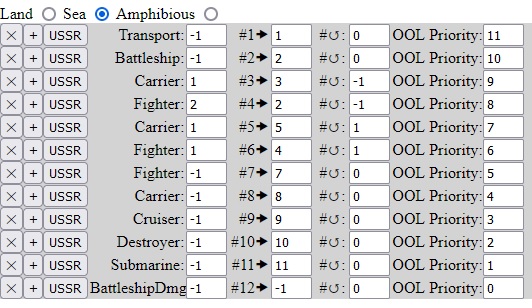 Land Sea Amphibious
× + USSR Transport: -1 #1🡆 1 #↺: 0 OOL Priority: 11
× + USSR Battleship: -1 #2🡆 2 #↺: 0 OOL Priority: 10
× + USSR Carrier: 1 #3🡆 3 #↺: -1 OOL Priority: 9
× + USSR Fighter: 2 #4🡆 2 #↺: -1 OOL Priority: 8
× + USSR Carrier: 1 #5🡆 5 #↺: 1 OOL Priority: 7
× + USSR Fighter: 1 #6🡆 4 #↺: 1 OOL Priority: 6
× + USSR Fighter: -1 #7🡆 7 #↺: 0 OOL Priority: 5
× + USSR Carrier: -1 #8🡆 8 #↺: 0 OOL Priority: 4
× + USSR Cruiser: -1 #9🡆 9 #↺: 0 OOL Priority: 3
× + USSR Destroyer: -1 #10🡆 10 #↺: 0 OOL Priority: 2
× + USSR Submarine: -1 #11🡆 11 #↺: 0 OOL Priority: 1
× + USSR BattleshipDmg -1 #12🡆 -1 #↺: 0 OOL Priority: 0